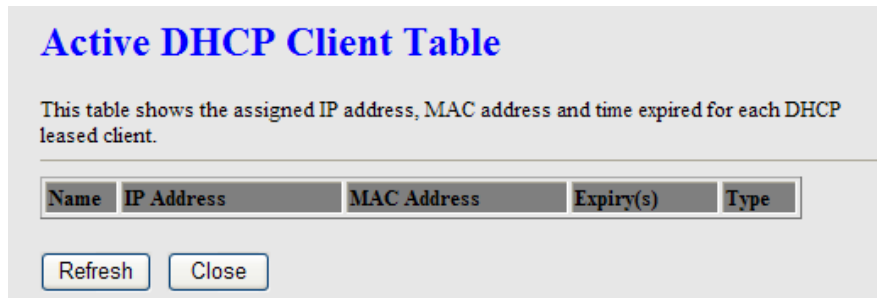 Active DHCP Client Table
This table shows the assigned IP address, MAC address and time expired for each DHCP
leased client.
Name IP Address MAC Address Expiry(s) Type
Refresh Close